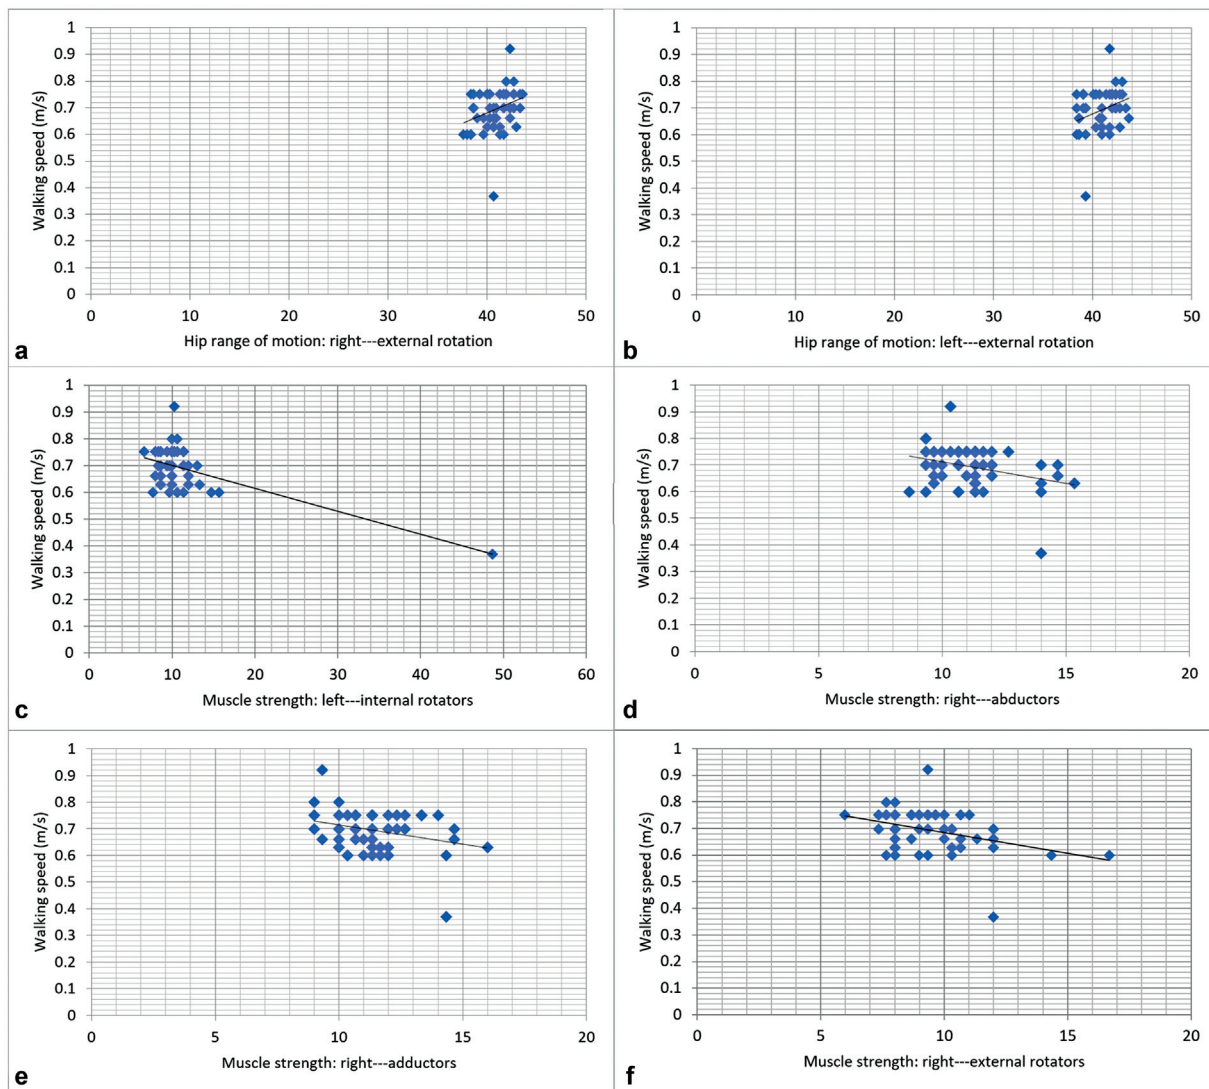 1
0.9
0.8
0.7
0.6
0.5
0.4
0.3
0.2
0.1
0
Walking speed (m/s)
0 10 20 30 40 50
Hip range of motion: right---external rotation
a
1
0.9
0.8
0.7
0.6
0.5
0.4
0.3
0.2
0.1
0
Walking speed (m/s)
0 10 20 30 40 50
Hip range of motion: left---external rotation
b
1
0.9
0.8
0.7
0.6
0.5
0.4
0.3
0.2
0.1
0
Walking speed (m/s)
0 10 20 30 40 50 60
Muscle strength: left---internal rotators
c
1
0.9
0.8
0.7
0.6
0.5
0.4
0.3
0.2
0.1
0
Walking speed (m/s)
0 5 10 15 20
Muscle strength: right---abductors
d
1
0.9
0.8
0.7
0.6
0.5
0.4
0.3
0.2
0.1
0
Walking speed (m/s)
0 5 10 15 20
Muscle strength: right---adductors
e
1
0.9
0.8
0.7
0.6
0.5
0.4
0.3
0.2
0.1
0
Walking speed (m/s)
0 5 10 15 20
Muscle strength: right---external rotators
f